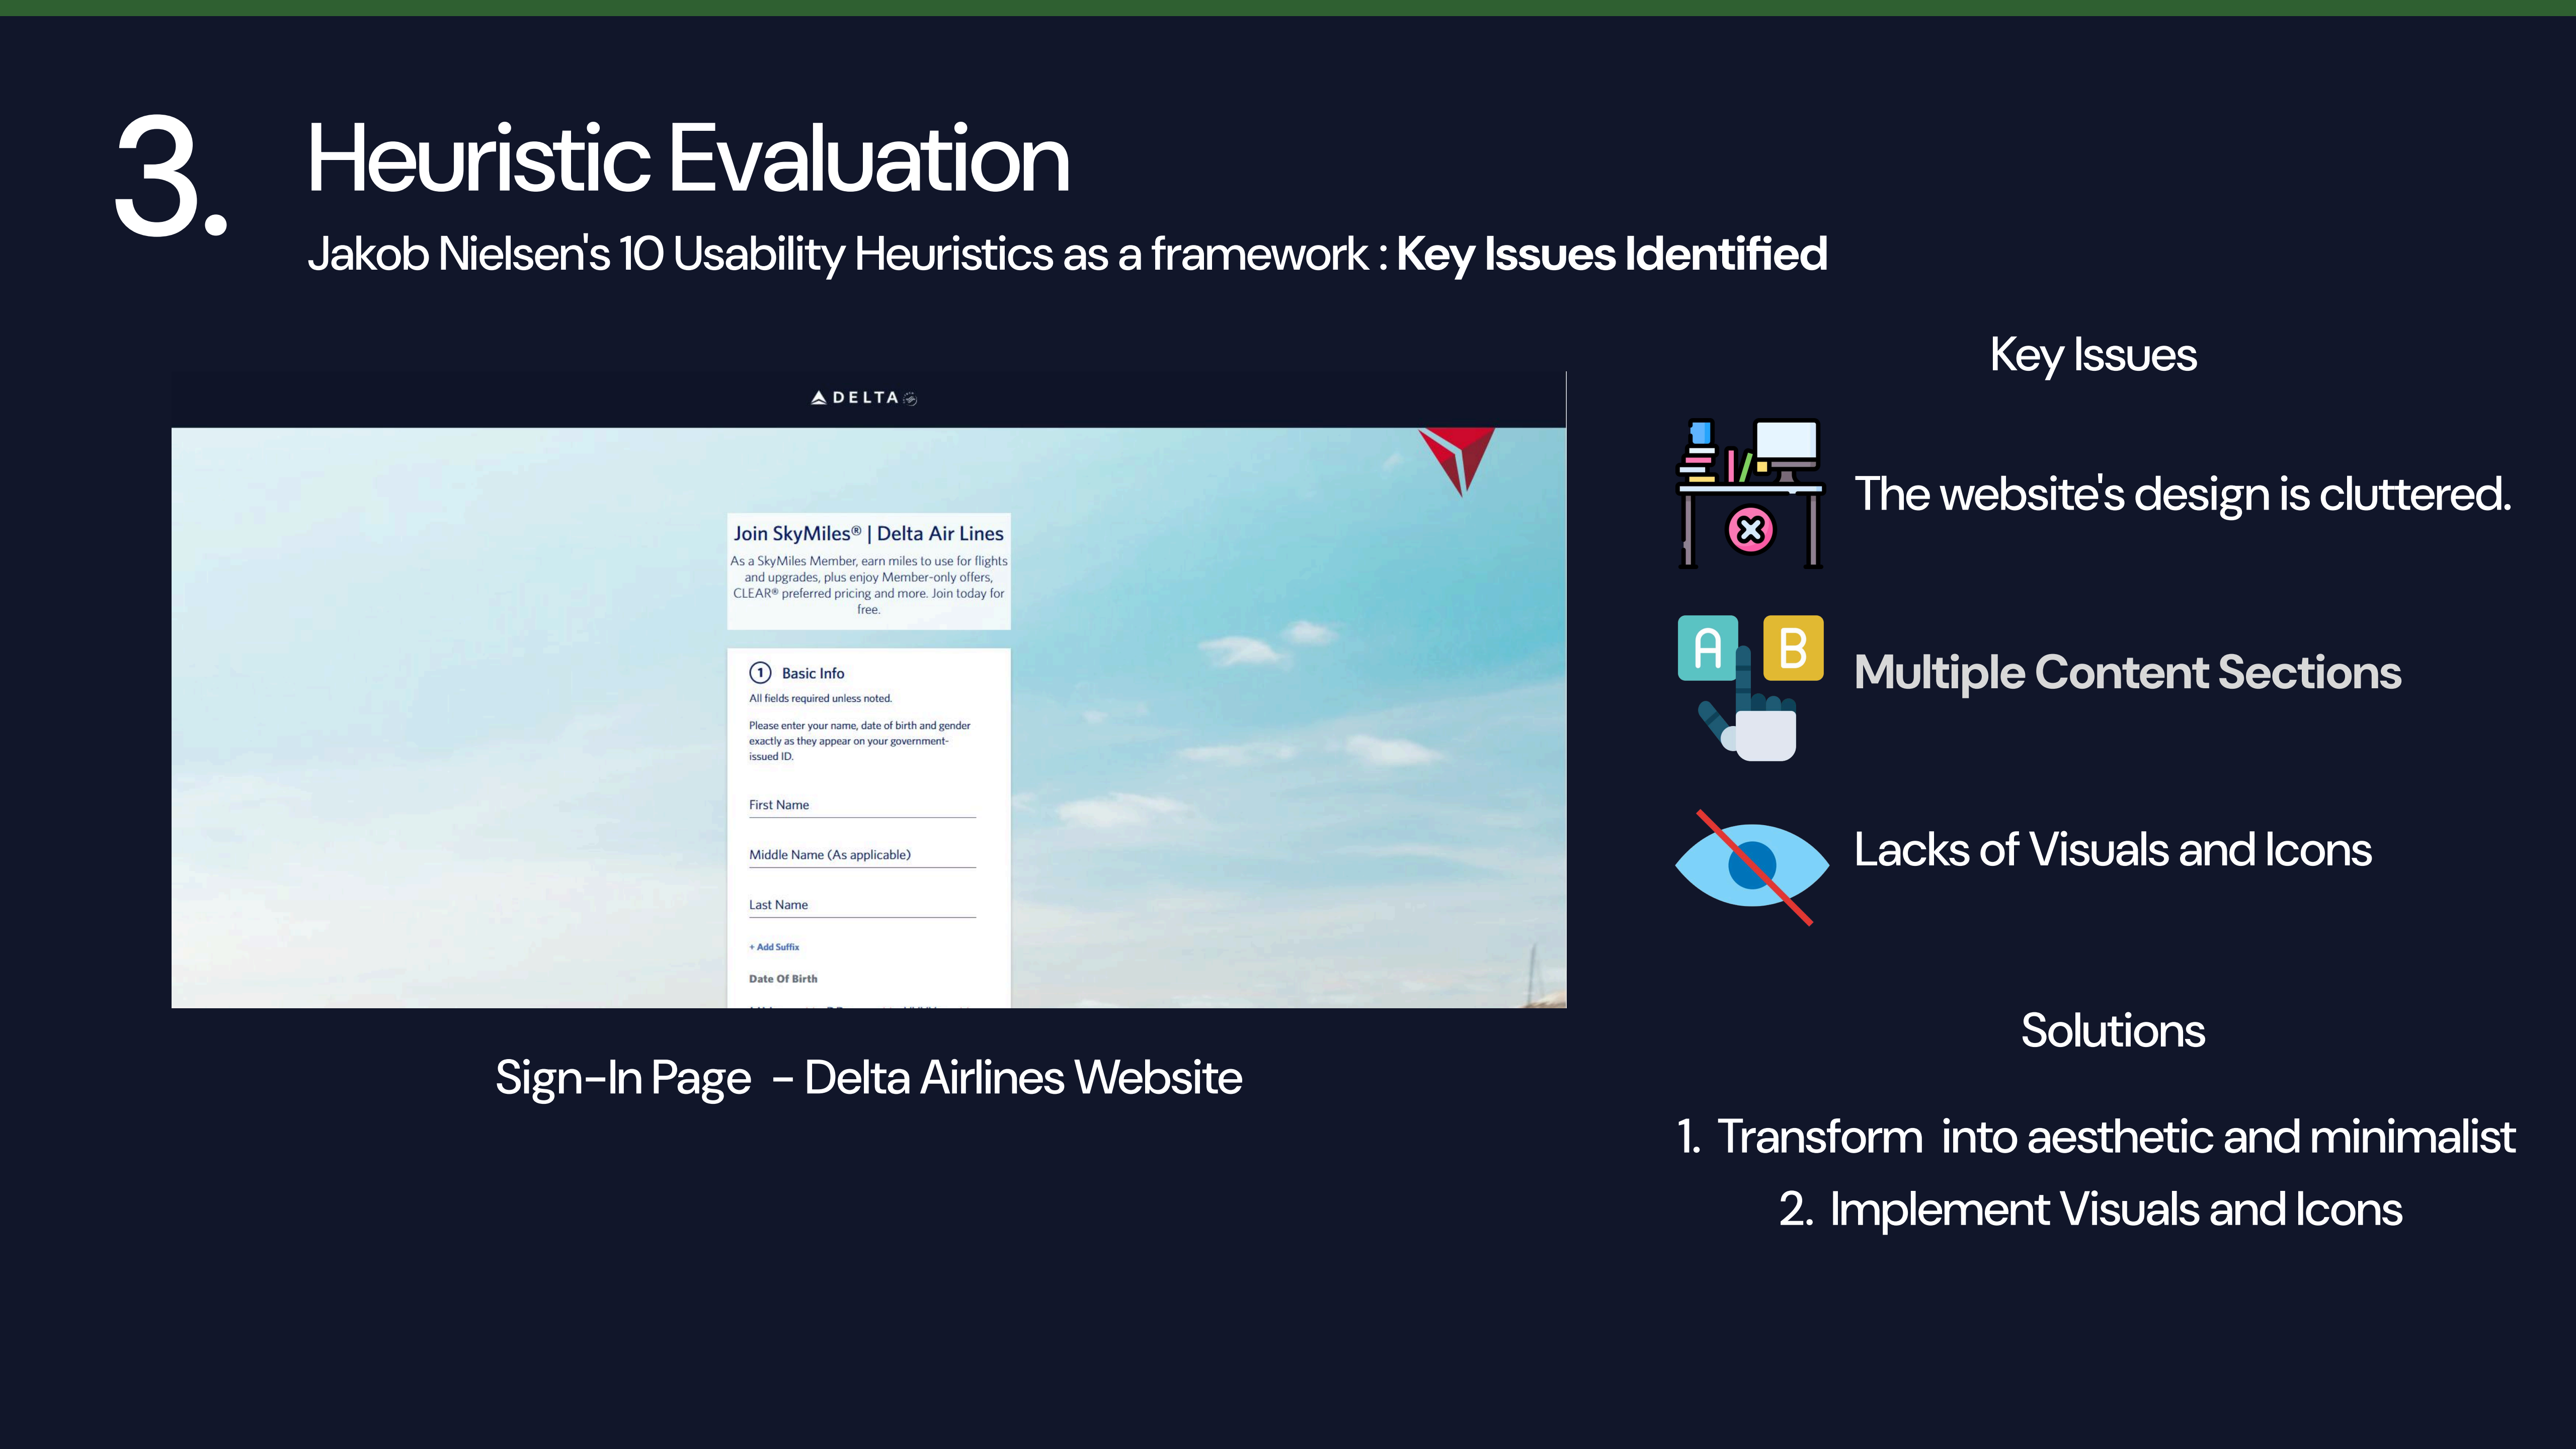 3.
Heuristic Evaluation
Jakob Nielsen's 10 Usability Heuristics as a framework : Key Issues Identified
DELTA
Join SkyMiles® | Delta Air Lines
As a SkyMiles Member, earn miles to use for flights
and upgrades, plus enjoy Member-only offers,
CLEAR® preferred pricing and more. Join today for
free.
1 Basic Info
All fields required unless noted.
Please enter your name, date of birth and gender
exactly as they appear on your government-
issued ID.
First Name
Middle Name (As applicable)
Last Name
+ Add Suffix
Date Of Birth
Sign-In Page - Delta Airlines Website
Key Issues
The website's design is cluttered.
A B
Multiple Content Sections
Lacks of Visuals and Icons
Solutions
1. Transform into aesthetic and minimalist
2. Implement Visuals and Icons